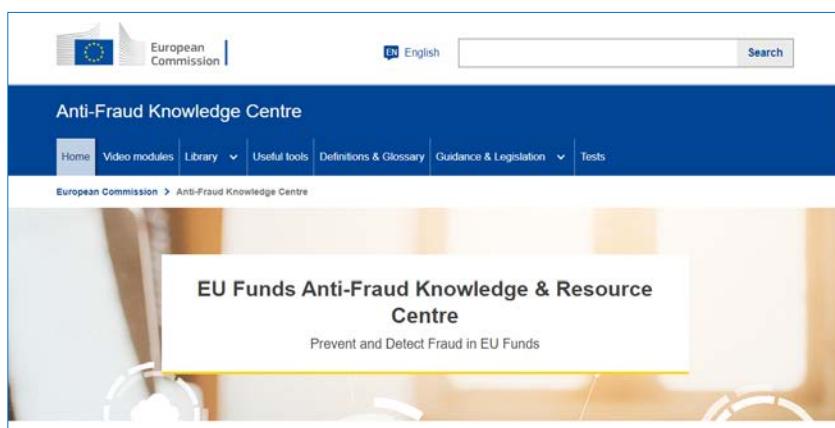 European
Commission
EN English
Search
Anti-Fraud Knowledge Centre
Home Video modules Library Useful tools Definitions & Glossary Guidance & Legislation Tests
European Commission > Anti-Fraud Knowledge Centre
EU Funds Anti-Fraud Knowledge & Resource
Centre
Prevent and Detect Fraud in EU Funds